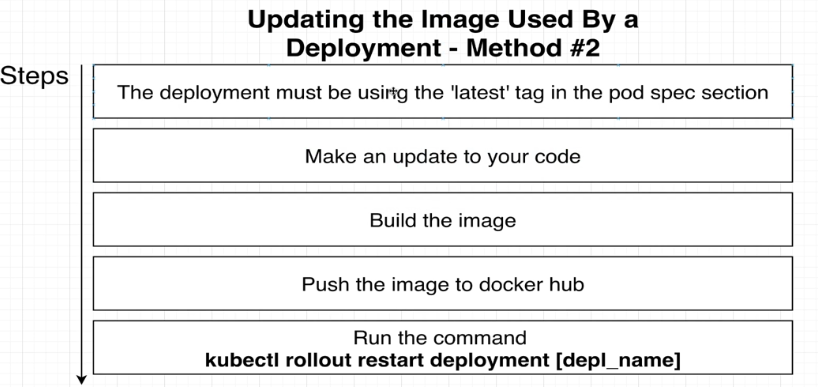 Updating the Image Used By a
Deployment - Method #2
Steps
The deployment must be using the 'latest' tag in the pod spec section
Make an update to your code
Build the image
Push the image to docker hub
Run the command
kubectl rollout restart deployment [depl_name]